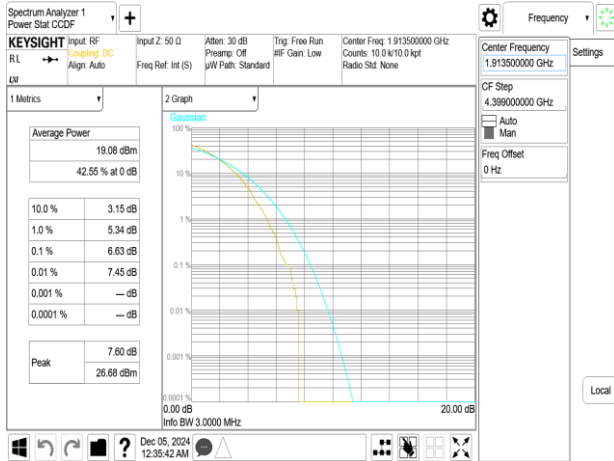 Spectrum Analyzer 1
Power Stat CCDF
Frequency
KEYSIGHT
RL
LXI
Input: RF
Coupling: DC
Align: Auto
Input Z: 50 Ω
Freq Ref: Int (S)
Atten: 30 dB
Preamp: Off
µW Path: Standard
Trig: Free Run
#IF Gain: Low
Center Freq: 1.913500000 GHz
Counts: 10.0 k/10.0 kpt
Radio Std: None
Center Frequency
1.913500000 GHz
Settings
CF Step
4.399000000 GHz
Auto
Man
Freq Offset
0 Hz
Local
1 Metrics
Average Power
19.08 dBm
42.55 % at 0 dB
10.0 % 3.15 dB
1.0 % 5.34 dB
0.1 % 6.63 dB
0.01 % 7.45 dB
0.001 % --- dB
0.0001 % --- dB
Peak
7.60 dB
26.68 dBm
2 Graph
Gaussian
100 %
10 %
1 %
0.1 %
0.01 %
0.001 %
0.0001 %
0.00 dB
20.00 dB
Info BW 3.0000 MHz
Dec 05, 2024
12:35:42 AM